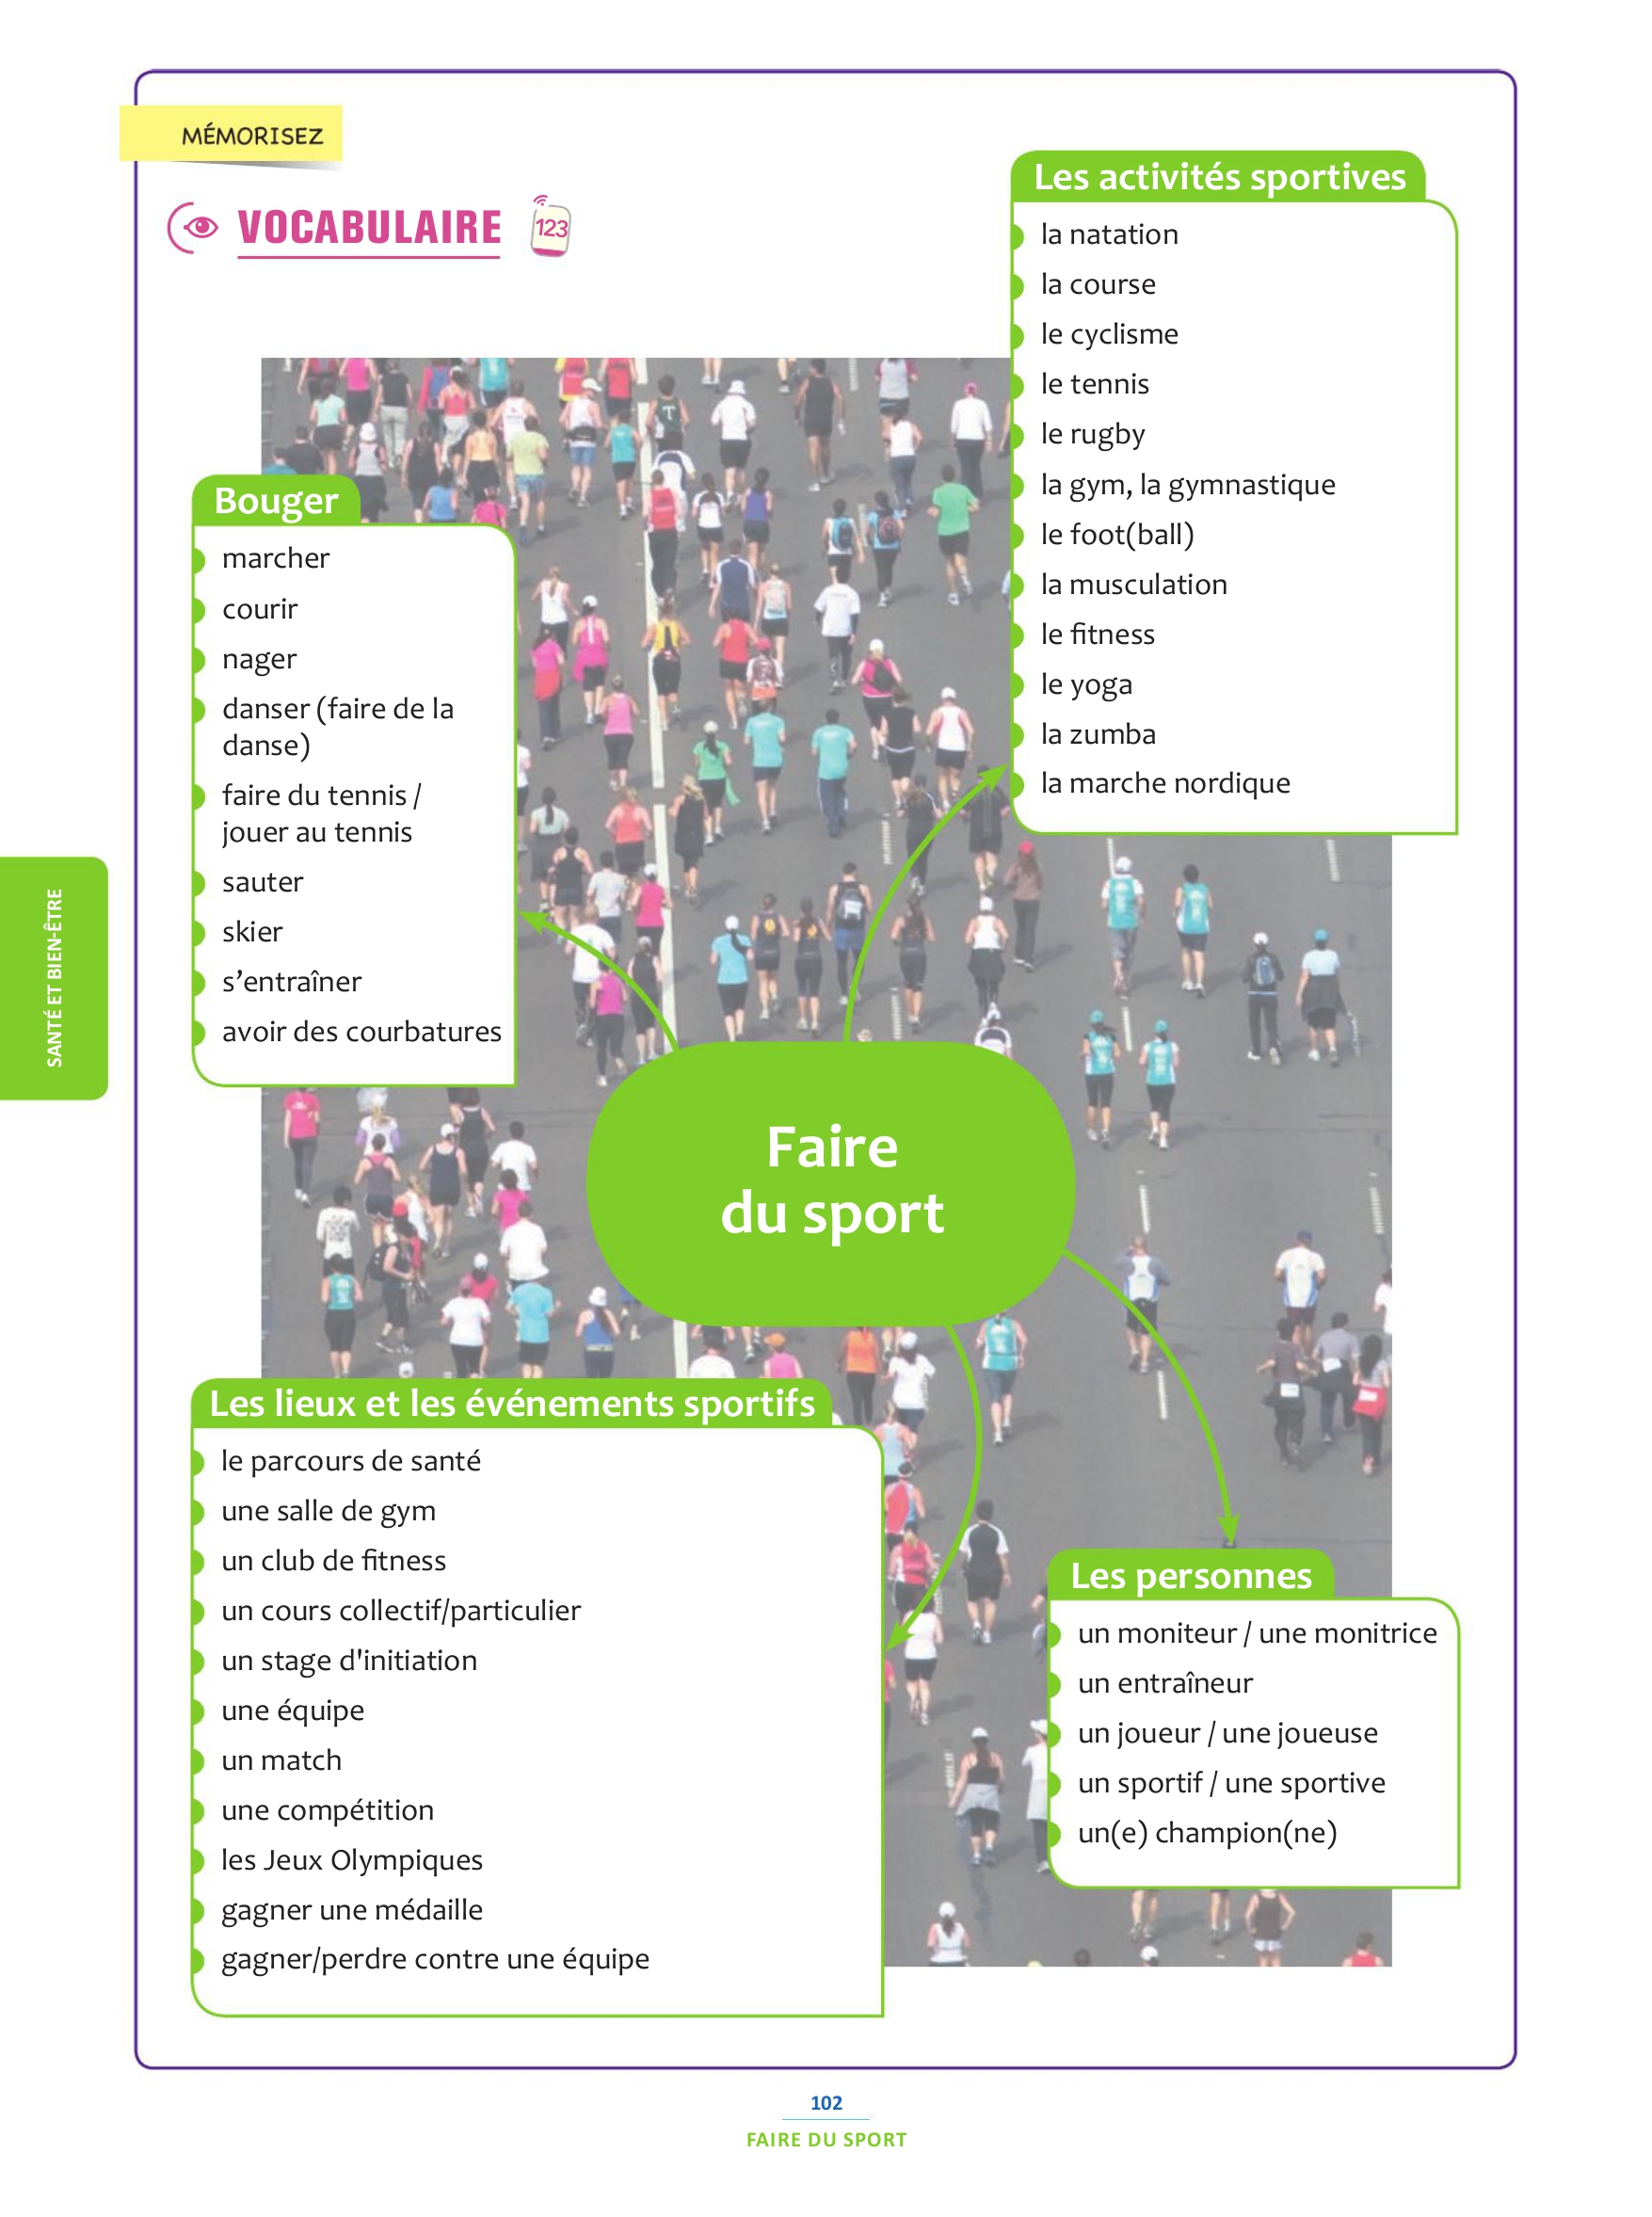 MÉMORISEZ
VOCABULAIRE
123
Les activités sportives
la natation
la course
le cyclisme
le tennis
le rugby
la gym, la gymnastique
le foot(ball)
la musculation
le fitness
le yoga
la zumba
la marche nordique
Bouger
marcher
courir
nager
danser (faire de la
danse)
faire du tennis /
jouer au tennis
sauter
skier
s’entraîner
avoir des courbatures
SANTÉ ET BIEN-ÊTRE
Faire
du sport
Les lieux et les événements sportifs
le parcours de santé
une salle de gym
un club de fitness
un cours collectif/particulier
un stage d'initiation
une équipe
un match
une compétition
les Jeux Olympiques
gagner une médaille
gagner/perdre contre une équipe
Les personnes
un moniteur / une monitrice
un entraîneur
un joueur / une joueuse
un sportif / une sportive
un(e) champion(ne)
102
FAIRE DU SPORT